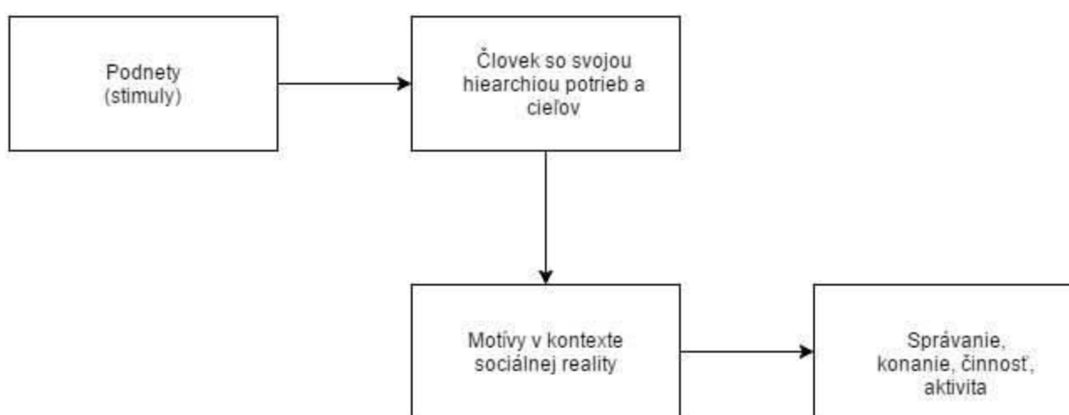 Podnety
(stimuly)
Človek so svojou
hiearchiou potrieb a
cieľov
Motívy v kontexte
sociálnej reality
Správanie,
konanie, činnosť,
aktivita